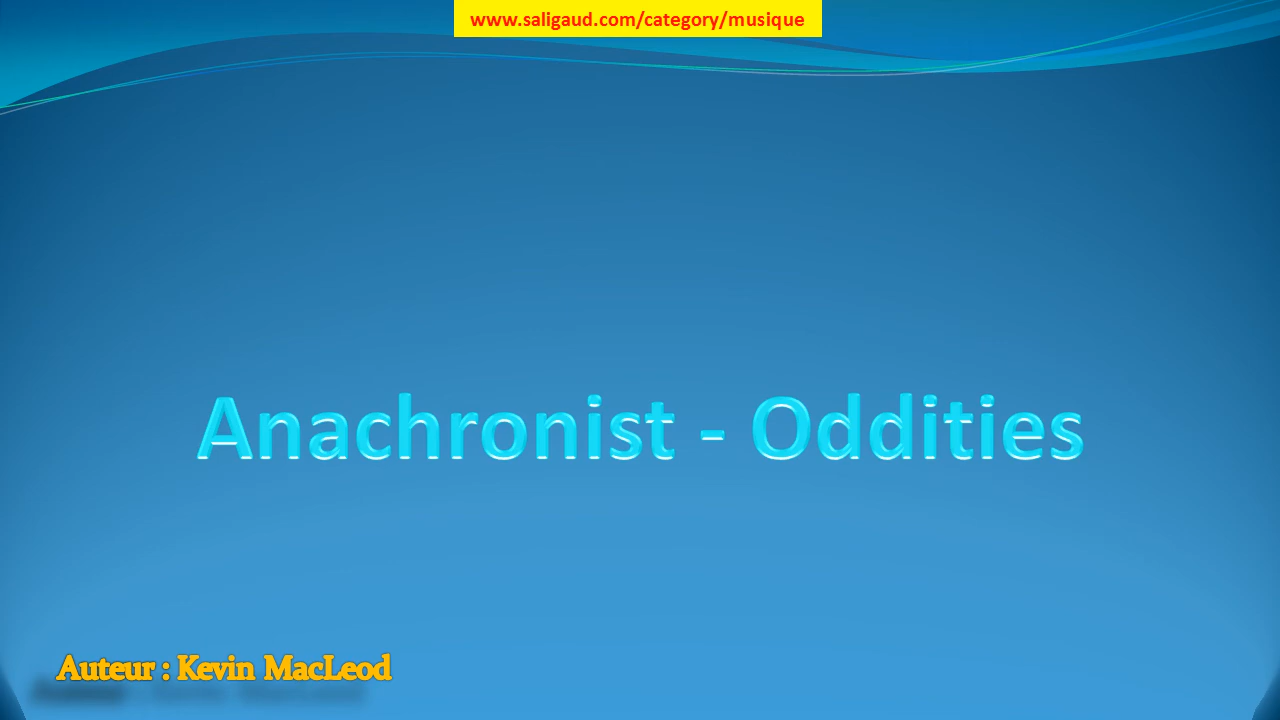 www.saligaud.com/category/musique
Anachronist - Oddities
Auteur : Kevin MacLeod